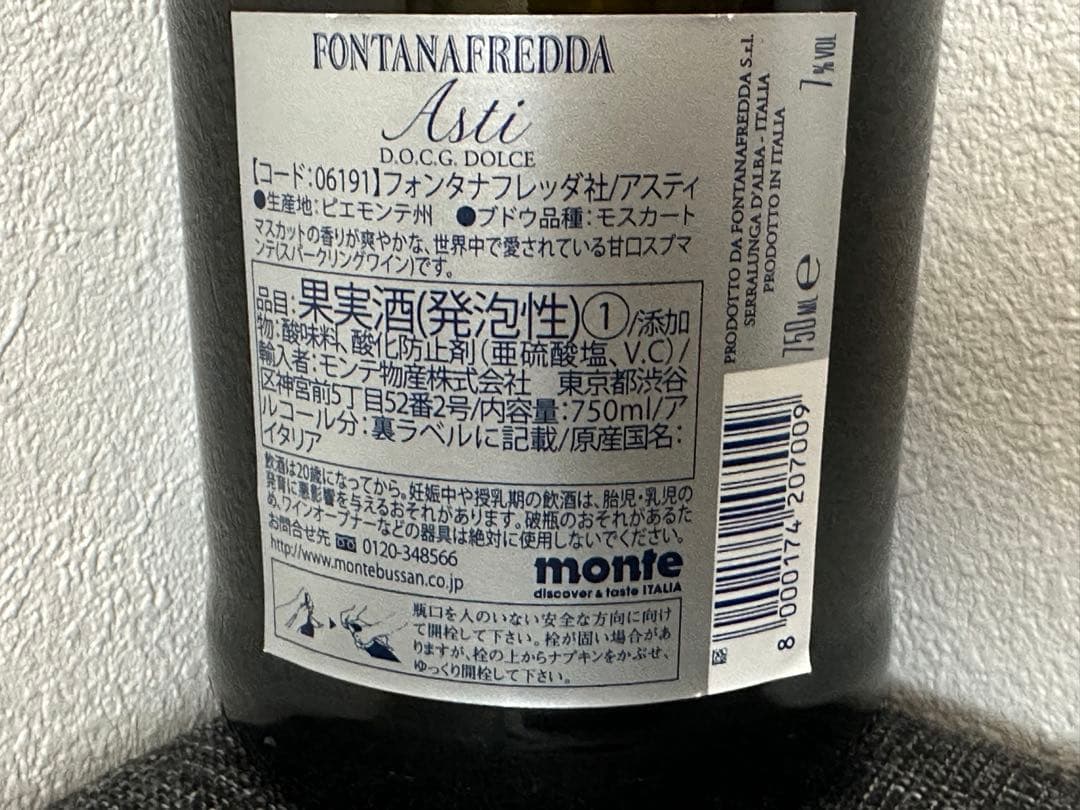 FONTANAFREDDA
Asti
D.O.C.G. DOLCE
【コード:06191】フォンタナフレッダ社/アスティ
●生産地:ピエモンテ州 ●ブドウ品種:モスカート
マスカットの香りが爽やかな、世界中で愛されている甘口スプマ
ンテ(スパークリングワイン)です。
品目:果実酒(発泡性)①/添加
物:酸味料、酸化防止剤(亜硫酸塩、V.C)/
輸入者:モンテ物産株式会社 東京都渋谷
区神宮前5丁目52番2号/内容量:750ml/ア
ルコール分:裏ラベルに記載/原産国名:
イタリア
飲酒は20歳になってから。妊娠中や授乳期の飲酒は、胎児・乳児の
発育に悪影響を与えるおそれがあります。破瓶のおそれがあるた
め、ワインオープナーなどの器具は絶対に使用しないでください。
お問合せ先 0120-348566
http://www.montebussan.co.jp
monte
discover & taste ITALIA
瓶口を人のいない安全な方向に向け
て開栓して下さい。栓が固い場合があ
りますが、栓の上からナプキンをかぶせ、
ゆっくり開栓して下さい。
PRODOTTO DA FONTANAFREDDA S.r.l.
SERRALUNGA D'ALBA - ITALIA
PRODOTTO IN ITALIA
750 ML e
7 % VOL
8 000174 207009